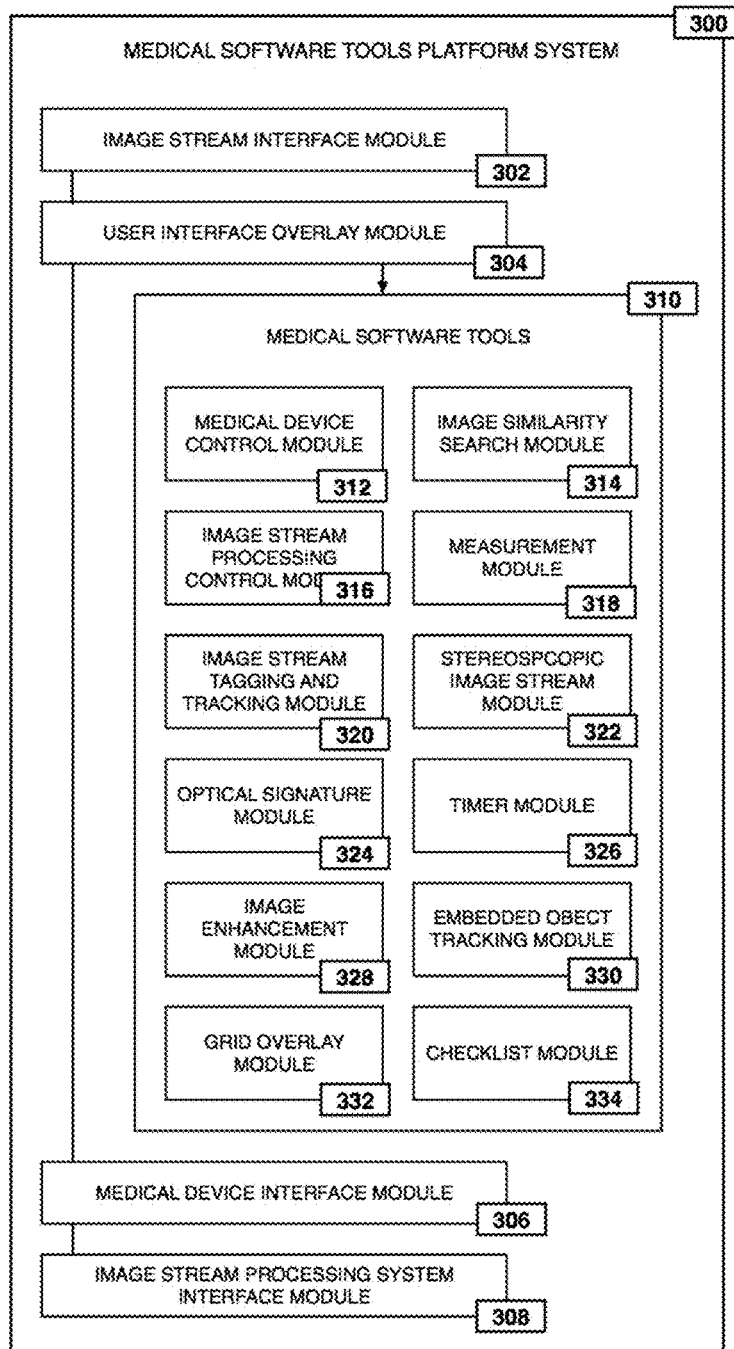 300
MEDICAL SOFTWARE TOOLS PLATFORM SYSTEM
IMAGE STREAM INTERFACE MODULE
302
USER INTERFACE OVERLAY MODULE
304
310
MEDICAL SOFTWARE TOOLS
MEDICAL DEVICE
CONTROL MODULE
312
IMAGE SIMILARITY
SEARCH MODULE
314
IMAGE STREAM
PROCESSING
CONTROL
316
MEASUREMENT
MODULE
318
IMAGE STREAM
TAGGING AND
TRACKING MODULE
320
STEREOSPCOPIC
IMAGE STREAM
MODULE
322
OPTICAL SIGNATURE
MODULE
324
TIMER MODULE
326
IMAGE
ENHANCEMENT
MODULE
328
EMBEDDED OBECT
TRACKING MODULE
330
GRID OVERLAY
MODULE
332
CHECKLIST MODULE
334
MEDICAL DEVICE INTERFACE MODULE
306
IMAGE STREAM PROCESSING SYSTEM
INTERFACE MODULE
308